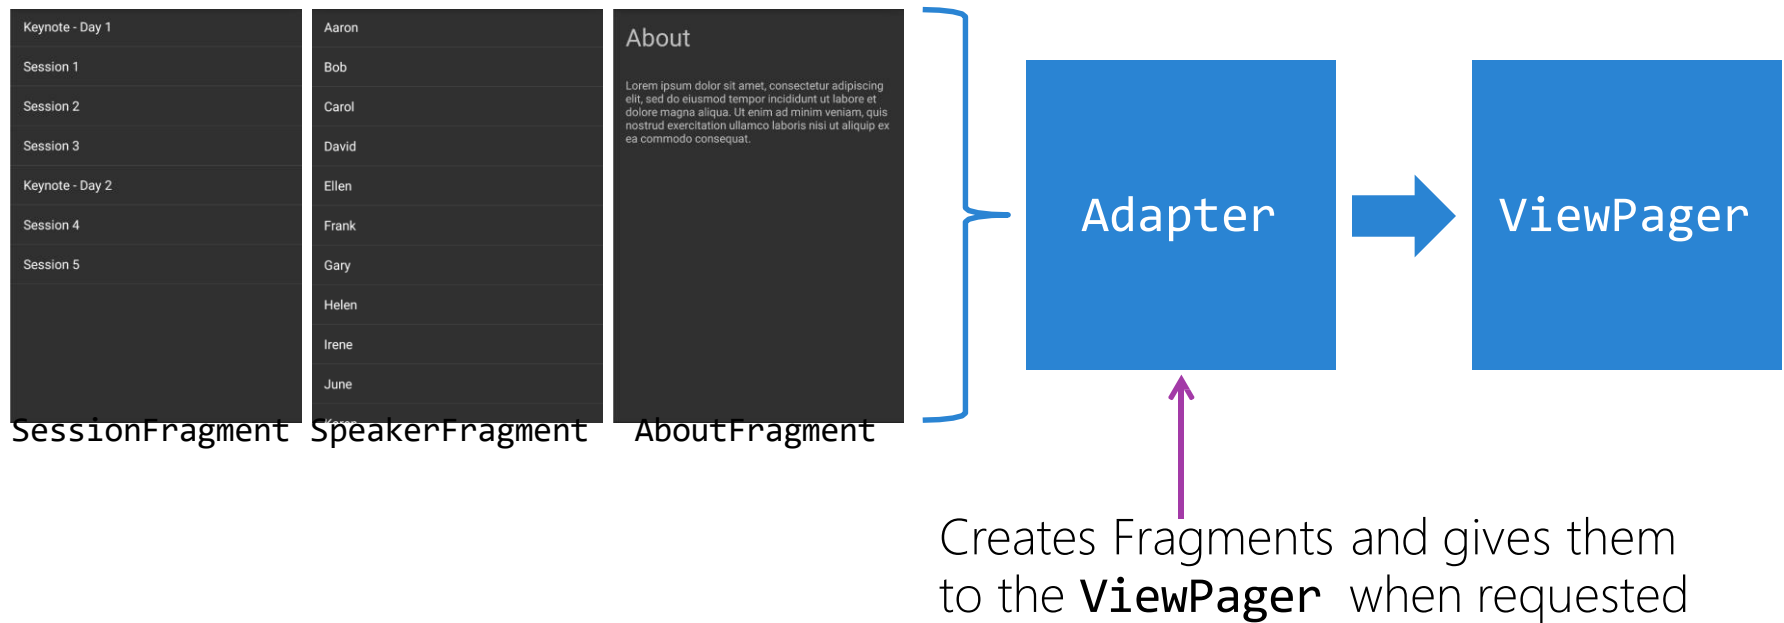 Keynote - Day 1
Session 1
Session 2
Session 3
Keynote - Day 2
Session 4
Session 5
SessionFragment
Aaron
Bob
Carol
David
Ellen
Frank
Gary
Helen
Irene
June
SpeakerFragment
About
Lorem ipsum dolor sit amet, consectetur adipiscing
elit, sed do eiusmod tempor incididunt ut labore et
dolore magna aliqua. Ut enim ad minim veniam, quis
nostrud exercitation ullamco laboris nisi ut aliquip ex
ea commodo consequat.
AboutFragment
Adapter
ViewPager
Creates Fragments and gives them
to the ViewPager when requested